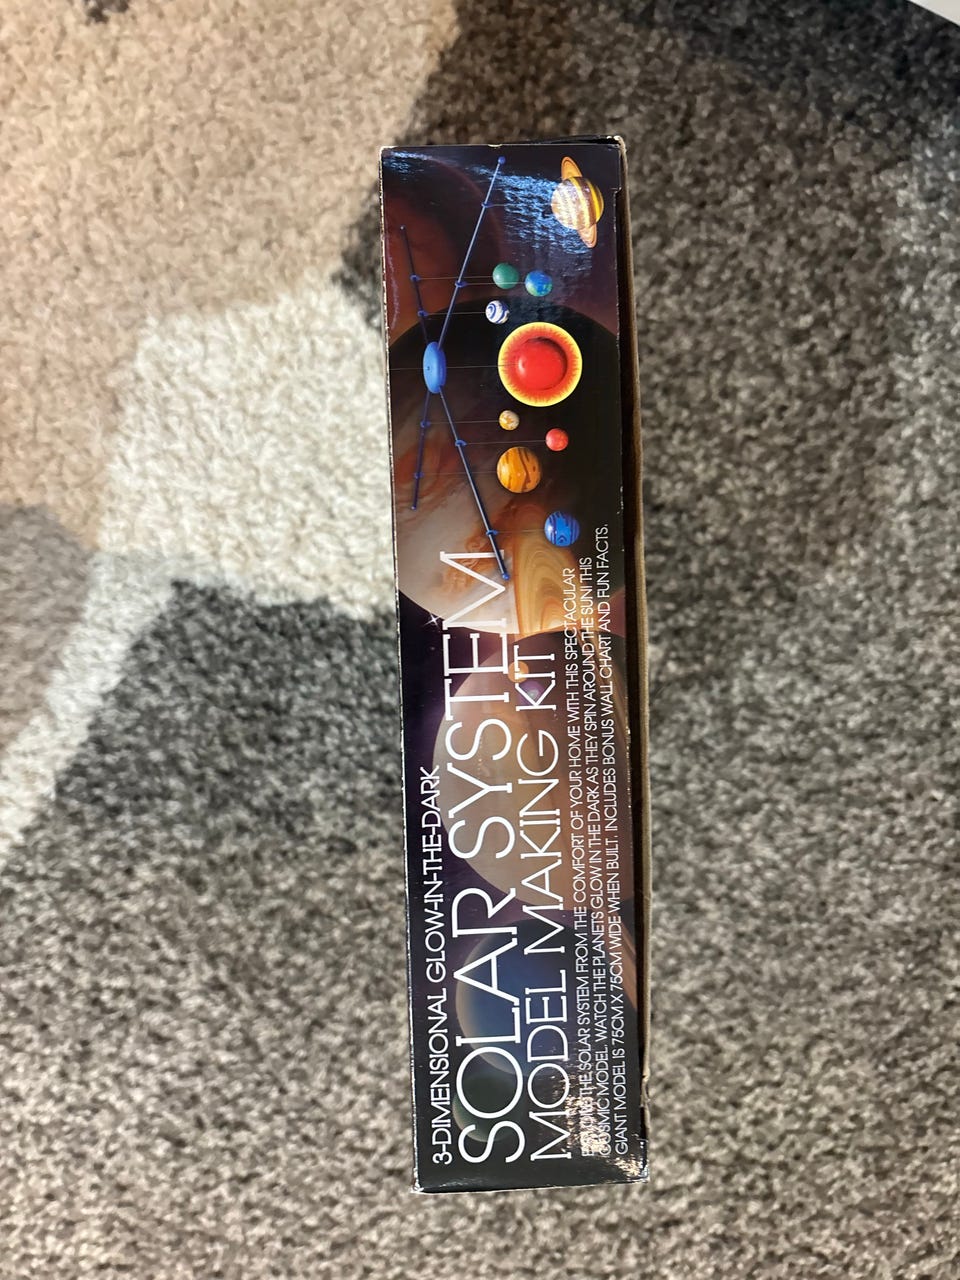 3-DIMENSIONAL GLOW-IN-THE-DARK
SOLAR SYSTEM
MODEL MAKING KIT
THE SOLAR SYSTEM FROM THE COMFORT OF YOUR HOME WITH THIS SPECTACULAR
COSMIC MODEL. WATCH THE PLANETS GLOW IN THE DARK AS THEY SPIN AROUND THE SUN! THIS
GIANT MODEL IS 75CM X 75CM WIDE WHEN BUILT. INCLUDES BONUS WALL CHART AND FUN FACTS.